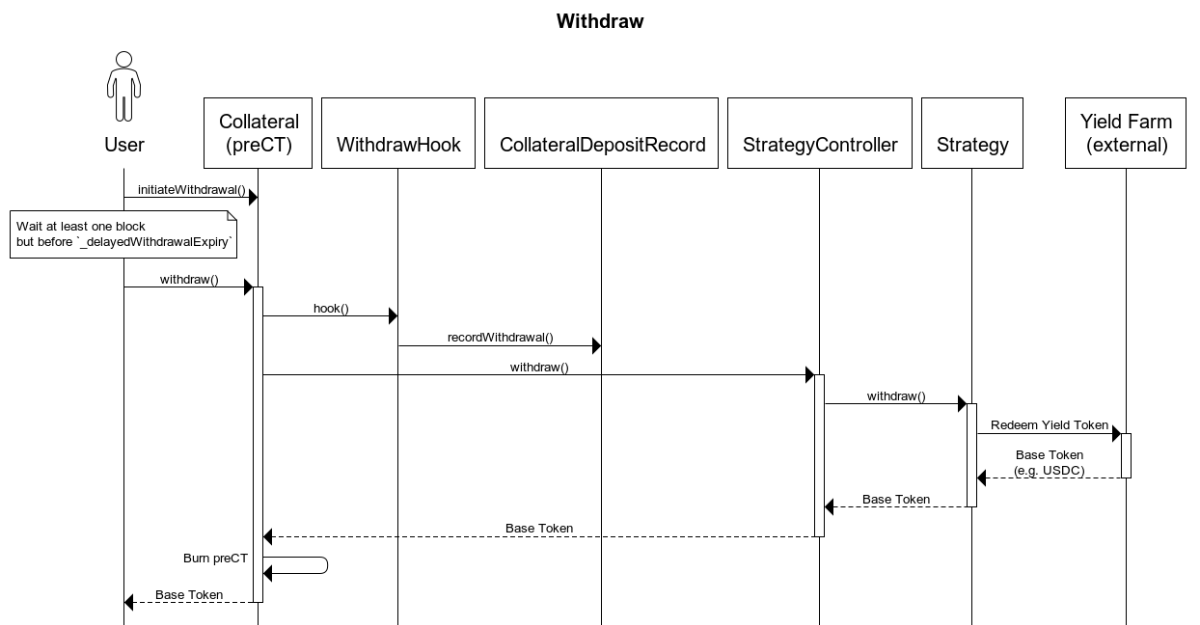 Withdraw
User
Collateral
(preCT)
WithdrawHook
CollateralDepositRecord
StrategyController
Strategy
Yield Farm
(external)
initiateWithdrawal()
Wait at least one block
but before `_delayedWithdrawalExpiry`
withdraw()
hook()
recordWithdrawal()
withdraw()
withdraw()
Redeem Yield Token
Base Token
(e.g. USDC)
Base Token
Base Token
Burn preCT
Base Token